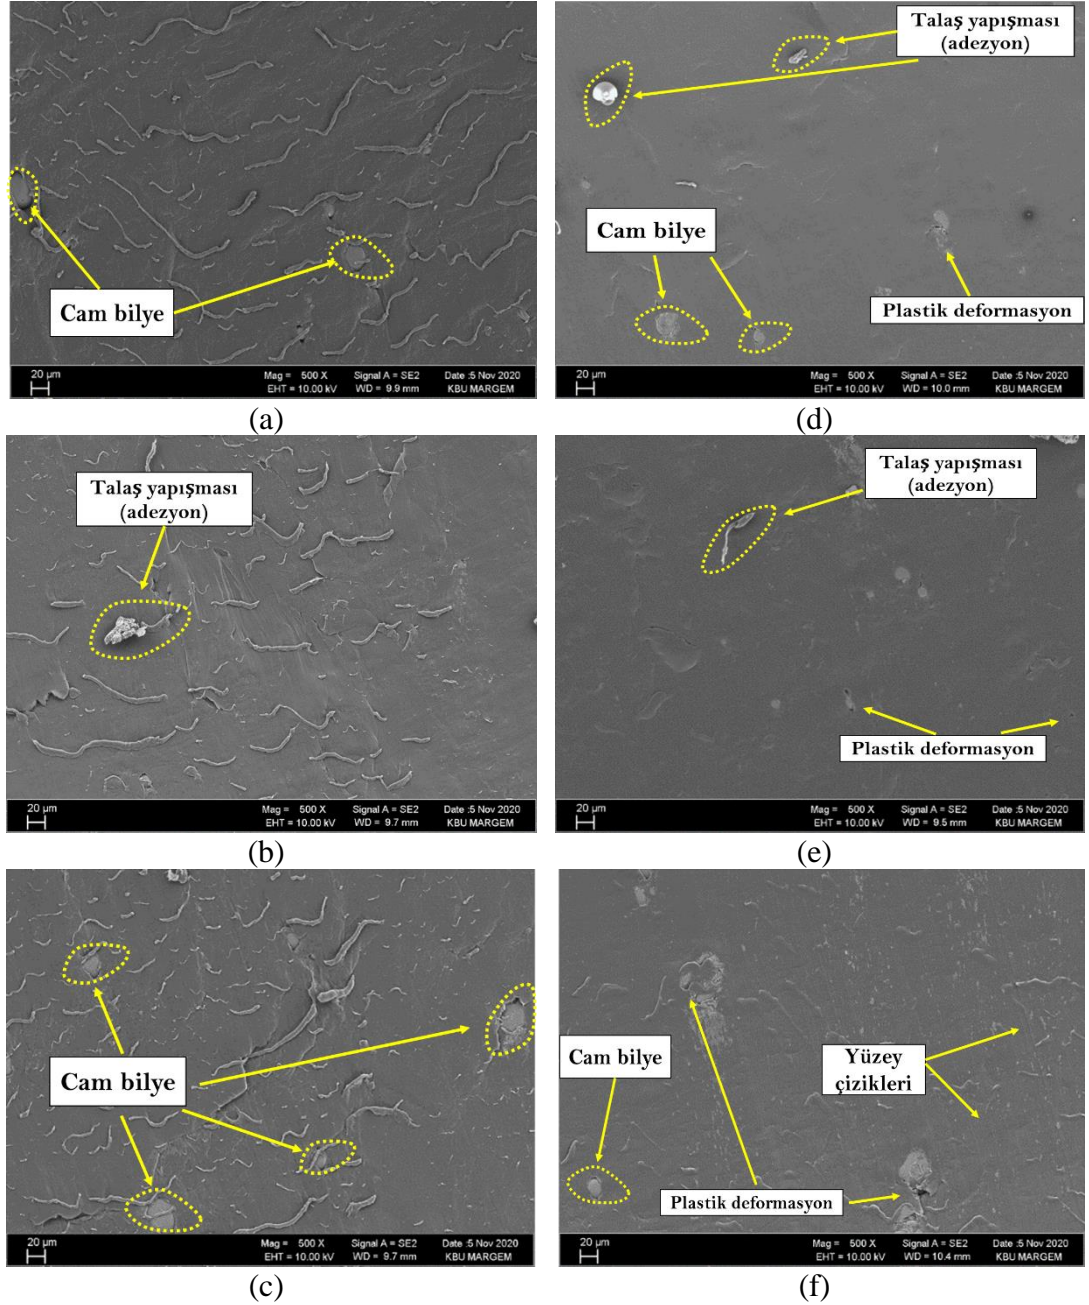 Cam bilye
20 µm
Mag = 500 X Signal A = SE2 Date :5 Nov 2020
EHT = 10.00 kV WD = 9.9 mm KBU MARGEM
(a)
Talaş yapışması
(adezyon)
Cam bilye
Plastik deformasyon
20 µm
Mag = 500 X Signal A = SE2 Date :5 Nov 2020
EHT = 10.00 kV WD = 10.0 mm KBU MARGEM
(d)
Talaş yapışması
(adezyon)
20 µm
Mag = 500 X Signal A = SE2 Date :5 Nov 2020
EHT = 10.00 kV WD = 9.7 mm KBU MARGEM
(b)
Talaş yapışması
(adezyon)
Plastik deformasyon
20 µm
Mag = 500 X Signal A = SE2 Date :5 Nov 2020
EHT = 10.00 kV WD = 9.5 mm KBU MARGEM
(e)
Cam bilye
20 µm
Mag = 500 X Signal A = SE2 Date :5 Nov 2020
EHT = 10.00 kV WD = 9.7 mm KBU MARGEM
(c)
Cam bilye
Yüzey
çizikleri
Plastik deformasyon
20 µm
Mag = 500 X Signal A = SE2 Date :5 Nov 2020
EHT = 10.00 kV WD = 10.4 mm KBU MARGEM
(f)